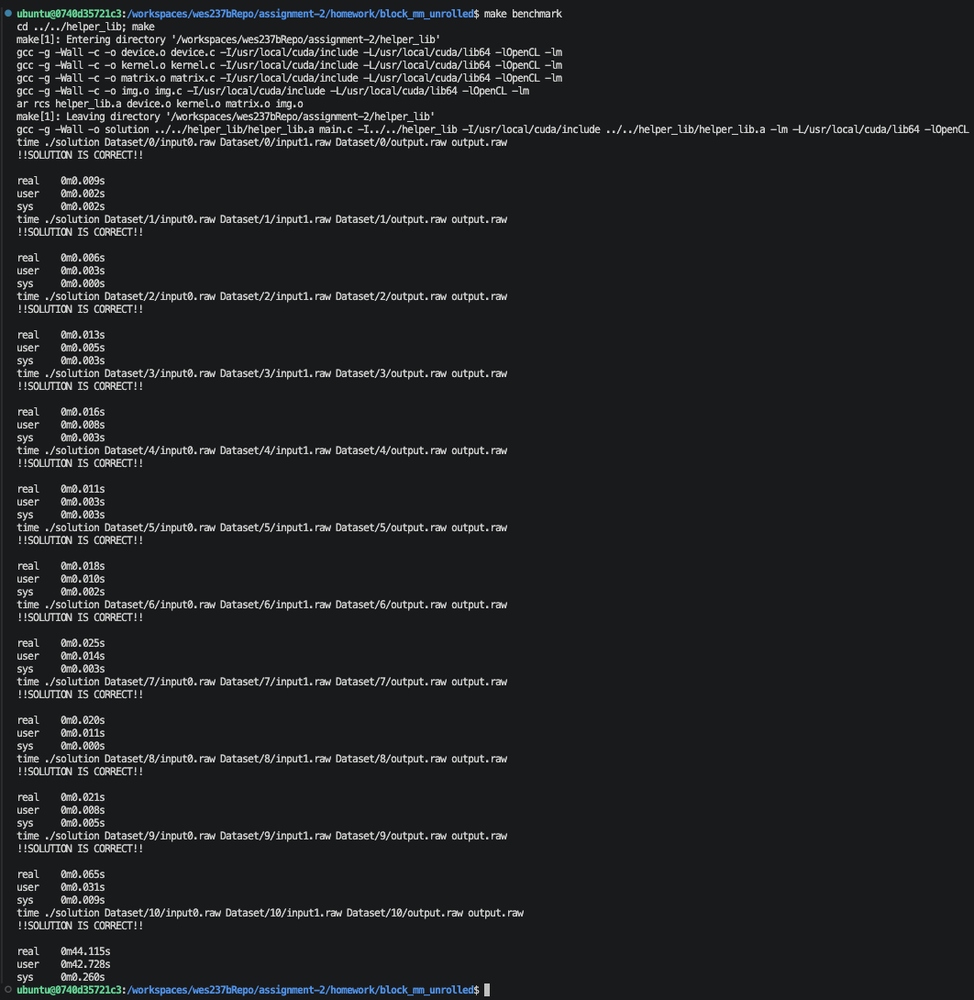 ubuntu@0740d35721c3:/workspaces/wes237bRepo/assignment-2/homework/block_mm_unrolled$ make benchmark
cd ../../helper_lib; make
make[1]: Entering directory '/workspaces/wes237bRepo/assignment-2/helper_lib'
gcc -g -Wall -c -o device.o device.c -I/usr/local/cuda/include -L/usr/local/cuda/lib64 -lOpenCL -lm
gcc -g -Wall -c -o kernel.o kernel.c -I/usr/local/cuda/include -L/usr/local/cuda/lib64 -lOpenCL -lm
gcc -g -Wall -c -o matrix.o matrix.c -I/usr/local/cuda/include -L/usr/local/cuda/lib64 -lOpenCL -lm
gcc -g -Wall -c -o img.o img.c -I/usr/local/cuda/include -L/usr/local/cuda/lib64 -lOpenCL -lm
ar rcs helper_lib.a device.o kernel.o matrix.o img.o
make[1]: Leaving directory '/workspaces/wes237bRepo/assignment-2/helper_lib'
gcc -g -Wall -o solution ../../helper_lib/helper_lib.a main.c -I../../helper_lib -I/usr/local/cuda/include ../../helper_lib/helper_lib.a -lm -L/usr/local/cuda/lib64 -lOpenCL
time ./solution Dataset/0/input0.raw Dataset/0/input1.raw Dataset/0/output.raw output.raw
!!SOLUTION IS CORRECT!!

real    0m0.009s
user    0m0.002s
sys     0m0.002s
time ./solution Dataset/1/input0.raw Dataset/1/input1.raw Dataset/1/output.raw output.raw
!!SOLUTION IS CORRECT!!

real    0m0.006s
user    0m0.003s
sys     0m0.000s
time ./solution Dataset/2/input0.raw Dataset/2/input1.raw Dataset/2/output.raw output.raw
!!SOLUTION IS CORRECT!!

real    0m0.013s
user    0m0.005s
sys     0m0.003s
time ./solution Dataset/3/input0.raw Dataset/3/input1.raw Dataset/3/output.raw output.raw
!!SOLUTION IS CORRECT!!

real    0m0.016s
user    0m0.008s
sys     0m0.003s
time ./solution Dataset/4/input0.raw Dataset/4/input1.raw Dataset/4/output.raw output.raw
!!SOLUTION IS CORRECT!!

real    0m0.011s
user    0m0.003s
sys     0m0.003s
time ./solution Dataset/5/input0.raw Dataset/5/input1.raw Dataset/5/output.raw output.raw
!!SOLUTION IS CORRECT!!

real    0m0.018s
user    0m0.010s
sys     0m0.002s
time ./solution Dataset/6/input0.raw Dataset/6/input1.raw Dataset/6/output.raw output.raw
!!SOLUTION IS CORRECT!!

real    0m0.025s
user    0m0.014s
sys     0m0.003s
time ./solution Dataset/7/input0.raw Dataset/7/input1.raw Dataset/7/output.raw output.raw
!!SOLUTION IS CORRECT!!

real    0m0.020s
user    0m0.011s
sys     0m0.000s
time ./solution Dataset/8/input0.raw Dataset/8/input1.raw Dataset/8/output.raw output.raw
!!SOLUTION IS CORRECT!!

real    0m0.021s
user    0m0.008s
sys     0m0.005s
time ./solution Dataset/9/input0.raw Dataset/9/input1.raw Dataset/9/output.raw output.raw
!!SOLUTION IS CORRECT!!

real    0m0.065s
user    0m0.031s
sys     0m0.009s
time ./solution Dataset/10/input0.raw Dataset/10/input1.raw Dataset/10/output.raw output.raw
!!SOLUTION IS CORRECT!!

real    0m44.115s
user    0m42.728s
sys     0m0.260s
ubuntu@0740d35721c3:/workspaces/wes237bRepo/assignment-2/homework/block_mm_unrolled$